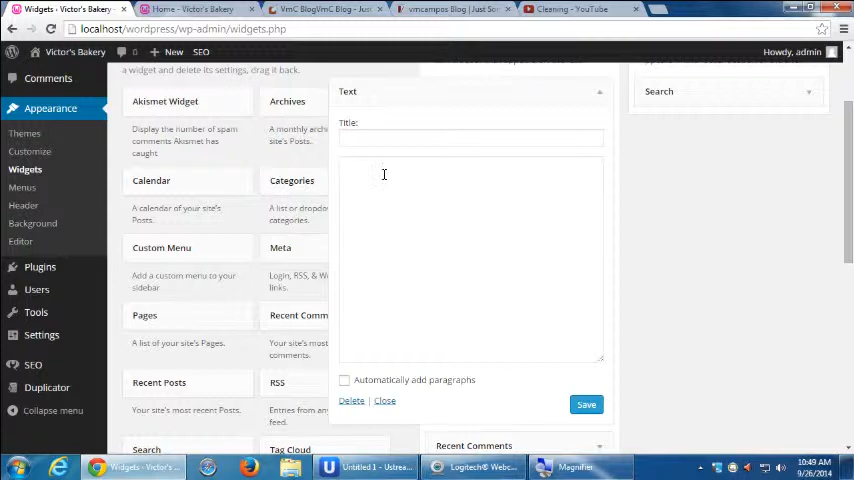 Widgets ‹ Victor's Bakery
Home - Victor's Bakery
VmC BlogVmC Blog - Just
vmcampos Blog | Just Som
Cleaning - YouTube
localhost/wordpress/wp-admin/widgets.php
Victor's Bakery
0
New
SEO
Howdy, admin
Comments
Appearance
Themes
Customize
Widgets
Menus
Header
Background
Editor
Plugins
Users
Tools
Settings
SEO
Duplicator
Collapse menu
a widget and delete its settings, drag it back.
Akismet Widget
Display the number of spam
comments Akismet has
caught
Archives
A monthly archi
site's Posts.
Calendar
A calendar of your site's
Posts.
Categories
A list or dropdow
categories.
Custom Menu
Add a custom menu to your
sidebar
Meta
Login, RSS, & W
links.
Pages
A list of your site's Pages.
Recent Comm
Your site's most
comments.
Recent Posts
Your site's most recent Posts.
RSS
Entries from any
feed.
Search
Tag Cloud
Text
Title:
Automatically add paragraphs
Delete | Close
Save
Recent Comments
Search
Widgets - Victor's ...
Untitled 1 - Ustrea...
Logitech® Webc...
Magnifier
10:49 AM
9/26/2014